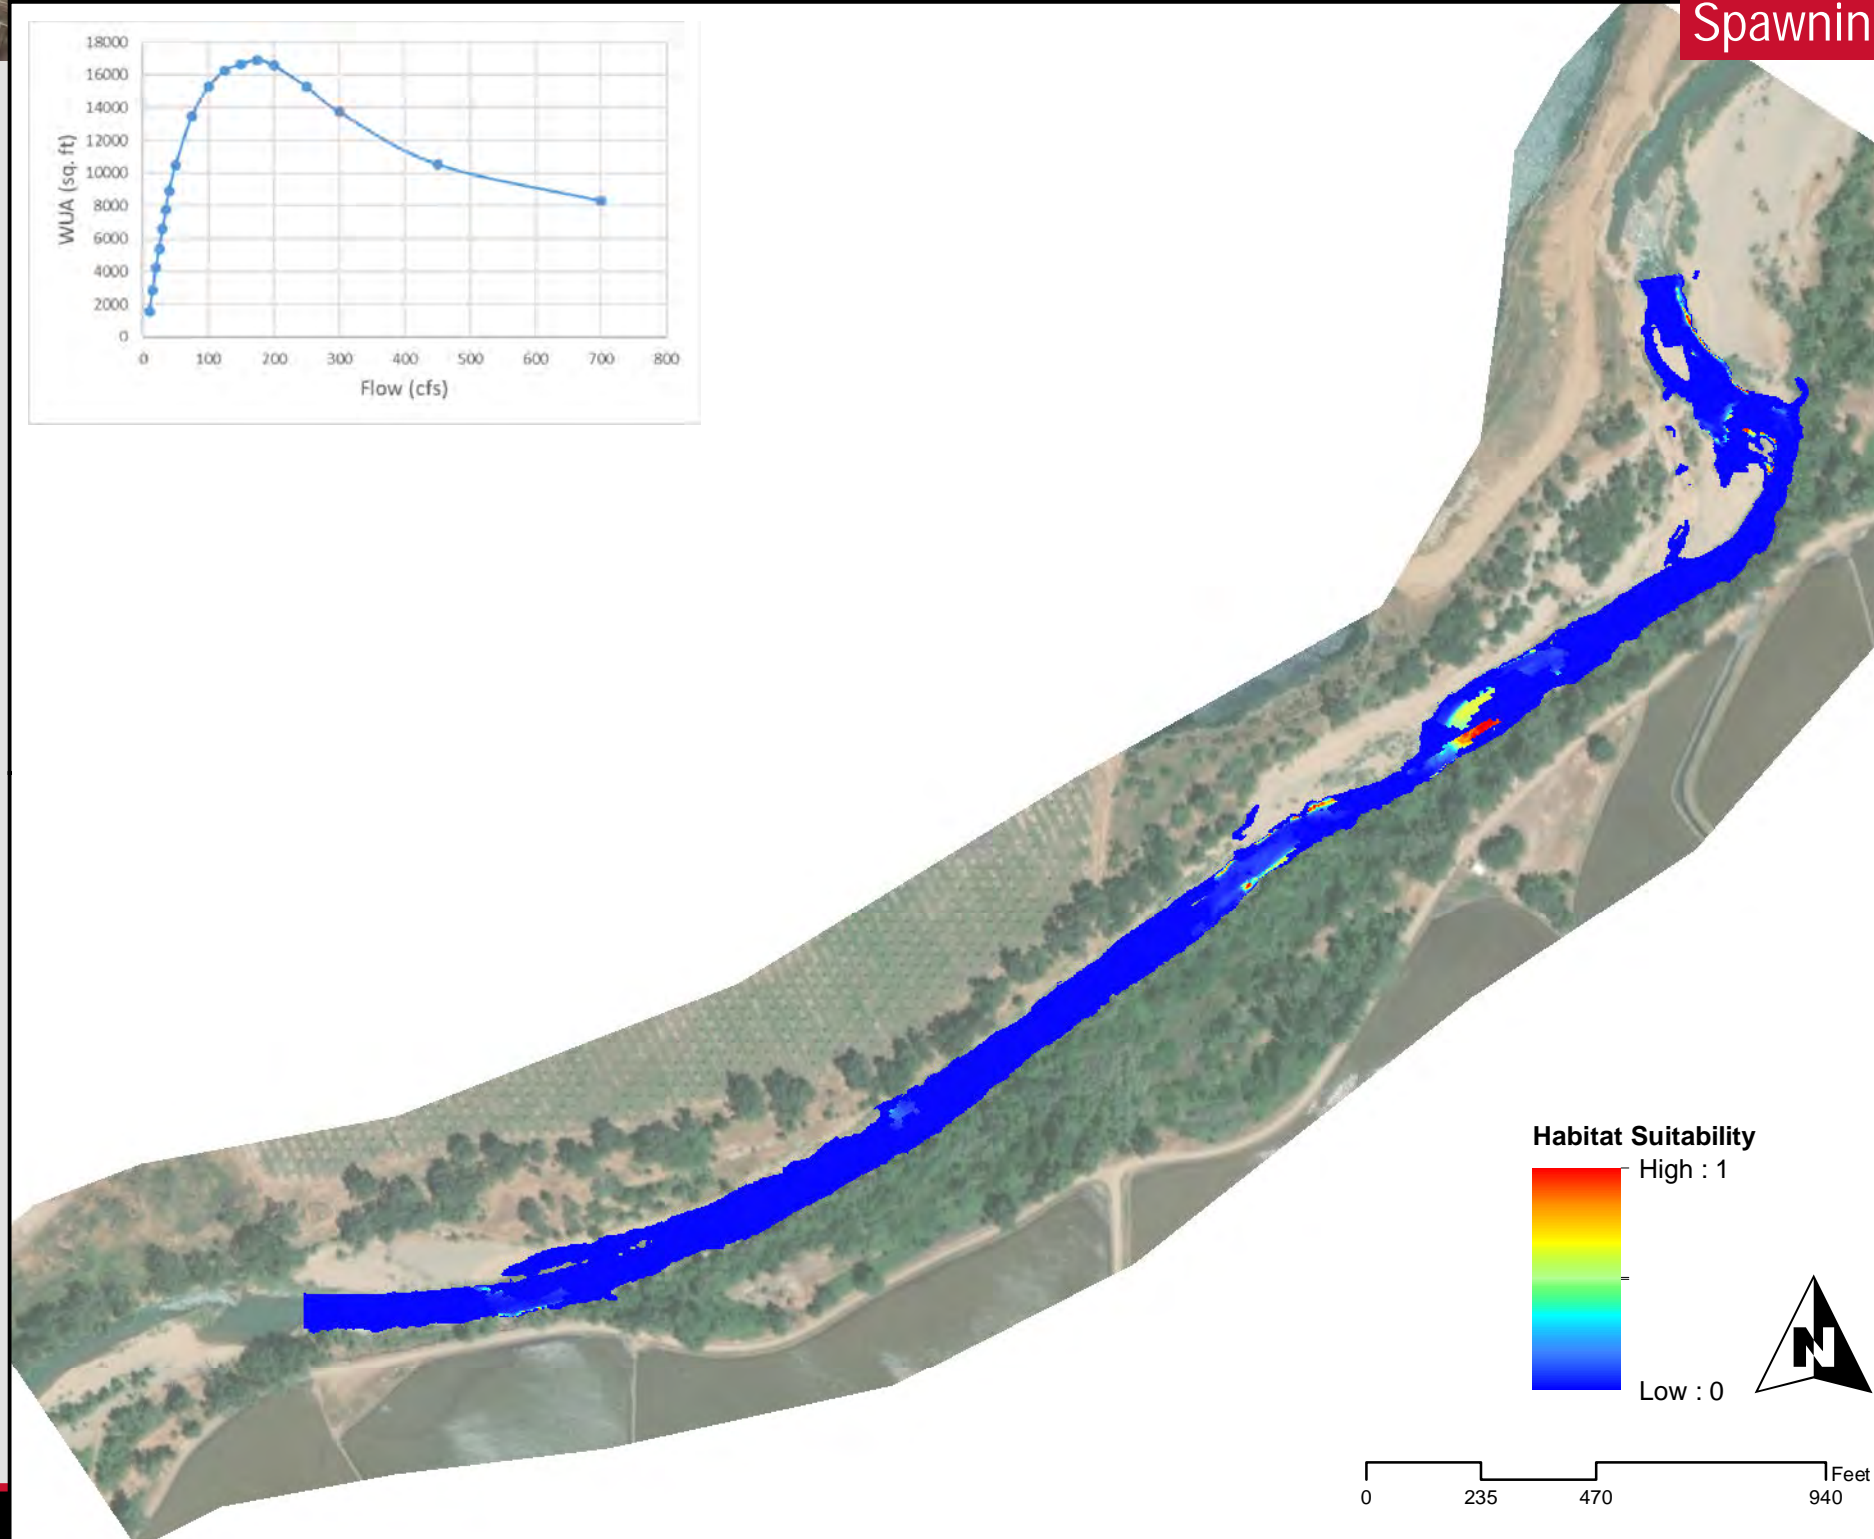 Spawnin
18000
16000
14000
12000
10000
8000
6000
4000
2000
0
WUA (sq. ft)
0 100 200 300 400 500 600 700 800
Flow (cfs)
Habitat Suitability
High : 1
Low : 0
N
Feet
0 235 470 940